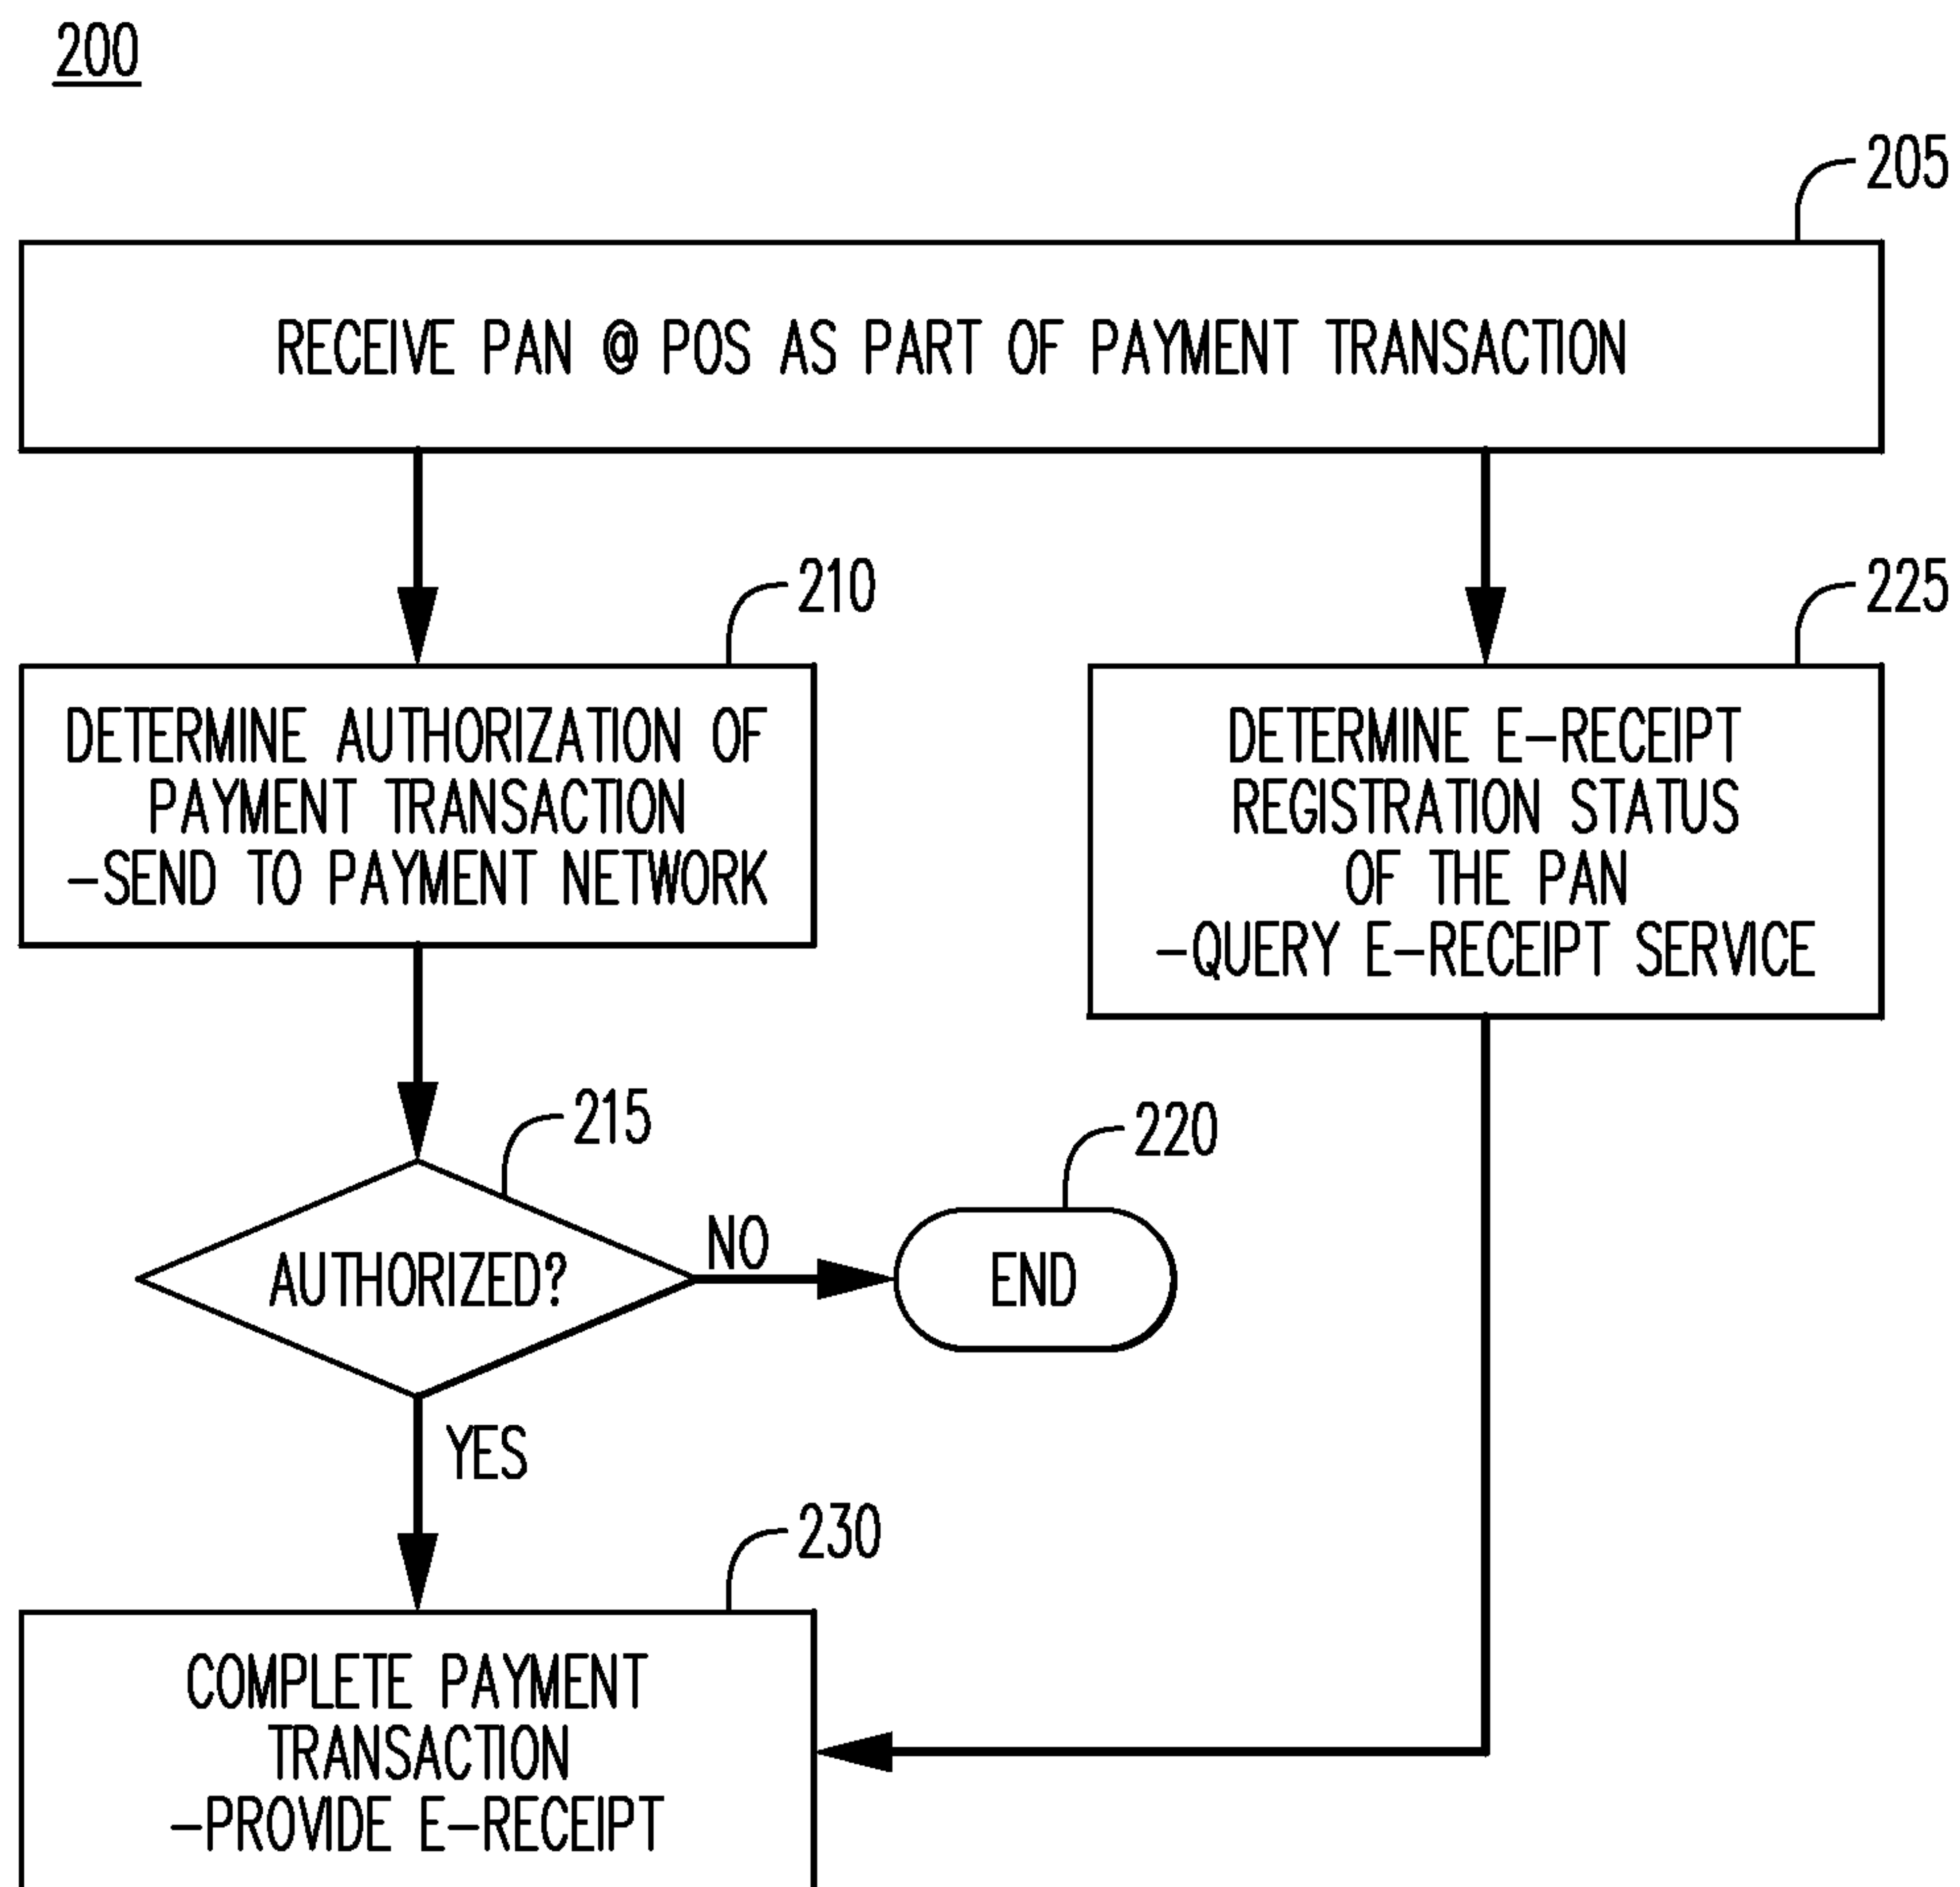 200
205
RECEIVE PAN @ POS AS PART OF PAYMENT TRANSACTION
210
DETERMINE AUTHORIZATION OF
PAYMENT TRANSACTION
-SEND TO PAYMENT NETWORK
225
DETERMINE E-RECEIPT
REGISTRATION STATUS
OF THE PAN
-QUERY E-RECEIPT SERVICE
215
AUTHORIZED?
NO
220
END
YES
230
COMPLETE PAYMENT
TRANSACTION
-PROVIDE E-RECEIPT